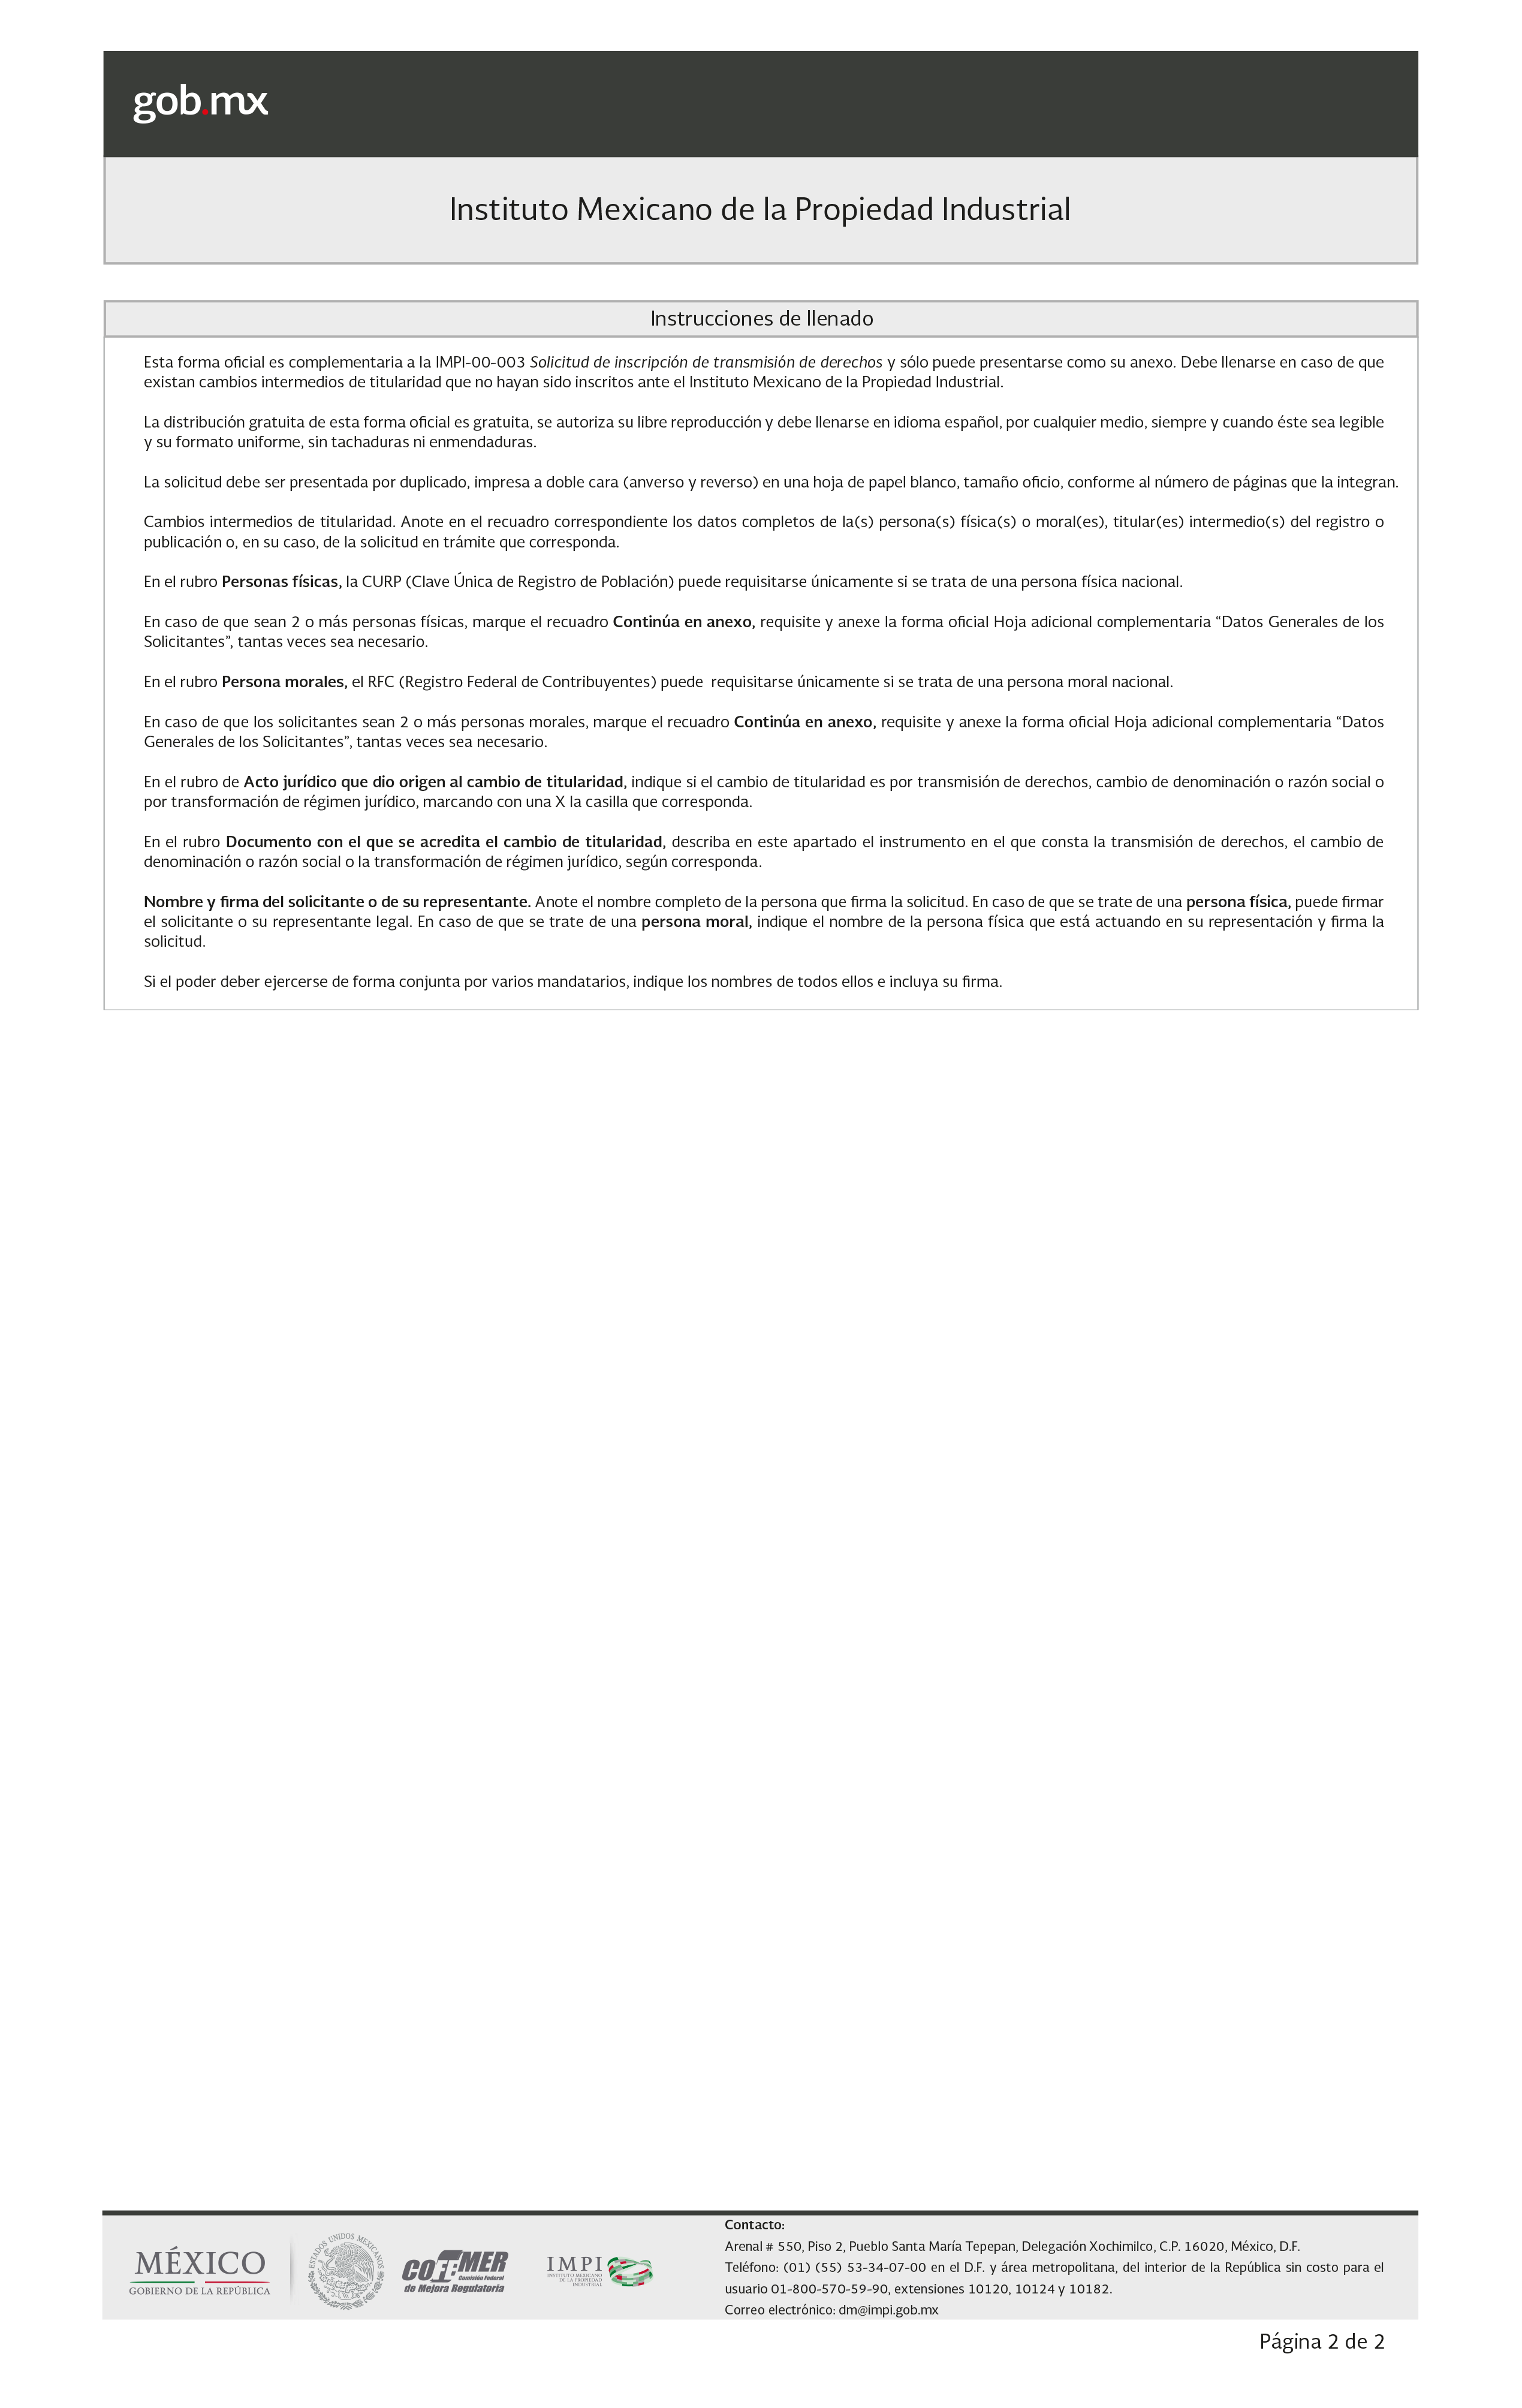 gob.mx
Instituto Mexicano de la Propiedad Industrial
Instrucciones de llenado
Esta forma oficial es complementaria a la IMPI-00-003 Solicitud de inscripción de transmisión de derechos y sólo puede presentarse como su anexo. Debe llenarse en caso de que
existan cambios intermedios de titularidad que no hayan sido inscritos ante el Instituto Mexicano de la Propiedad Industrial.
La distribución gratuita de esta forma oficial es gratuita, se autoriza su libre reproducción y debe llenarse en idioma español, por cualquier medio, siempre y cuando éste sea legible
y su formato uniforme, sin tachaduras ni enmendaduras.
La solicitud debe ser presentada por duplicado, impresa a doble cara (anverso y reverso) en una hoja de papel blanco, tamaño oficio, conforme al número de páginas que la integran.
Cambios intermedios de titularidad. Anote en el recuadro correspondiente los datos completos de la(s) persona(s) física(s) o moral(es), titular(es) intermedio(s) del registro o
publicación o, en su caso, de la solicitud en trámite que corresponda.
En el rubro Personas físicas, la CURP (Clave Única de Registro de Población) puede requisitarse únicamente si se trata de una persona física nacional.
En caso de que sean 2 o más personas físicas, marque el recuadro Continúa en anexo, requisite y anexe la forma oficial Hoja adicional complementaria “Datos Generales de los
Solicitantes”, tantas veces sea necesario.
En el rubro Persona morales, el RFC (Registro Federal de Contribuyentes) puede  requisitarse únicamente si se trata de una persona moral nacional.
En caso de que los solicitantes sean 2 o más personas morales, marque el recuadro Continúa en anexo, requisite y anexe la forma oficial Hoja adicional complementaria “Datos
Generales de los Solicitantes”, tantas veces sea necesario.
En el rubro de Acto jurídico que dio origen al cambio de titularidad, indique si el cambio de titularidad es por transmisión de derechos, cambio de denominación o razón social o
por transformación de régimen jurídico, marcando con una X la casilla que corresponda.
En el rubro Documento con el que se acredita el cambio de titularidad, describa en este apartado el instrumento en el que consta la transmisión de derechos, el cambio de
denominación o razón social o la transformación de régimen jurídico, según corresponda.
Nombre y firma del solicitante o de su representante. Anote el nombre completo de la persona que firma la solicitud. En caso de que se trate de una persona física, puede firmar
el solicitante o su representante legal. En caso de que se trate de una persona moral, indique el nombre de la persona física que está actuando en su representación y firma la
solicitud.
Si el poder deber ejercerse de forma conjunta por varios mandatarios, indique los nombres de todos ellos e incluya su firma.
MÉXICO
GOBIERNO DE LA REPÚBLICA
ESTADOS UNIDOS MEXICANOS
COFEMER
Comisión Federal
de Mejora Regulatoria
IMPI
INSTITUTO MEXICANO
DE LA PROPIEDAD
INDUSTRIAL
Contacto:
Arenal # 550, Piso 2, Pueblo Santa María Tepepan, Delegación Xochimilco, C.P. 16020, México, D.F.
Teléfono: (01) (55) 53-34-07-00 en el D.F. y área metropolitana, del interior de la República sin costo para el
usuario 01-800-570-59-90, extensiones 10120, 10124 y 10182.
Correo electrónico: dm@impi.gob.mx
Página 2 de 2